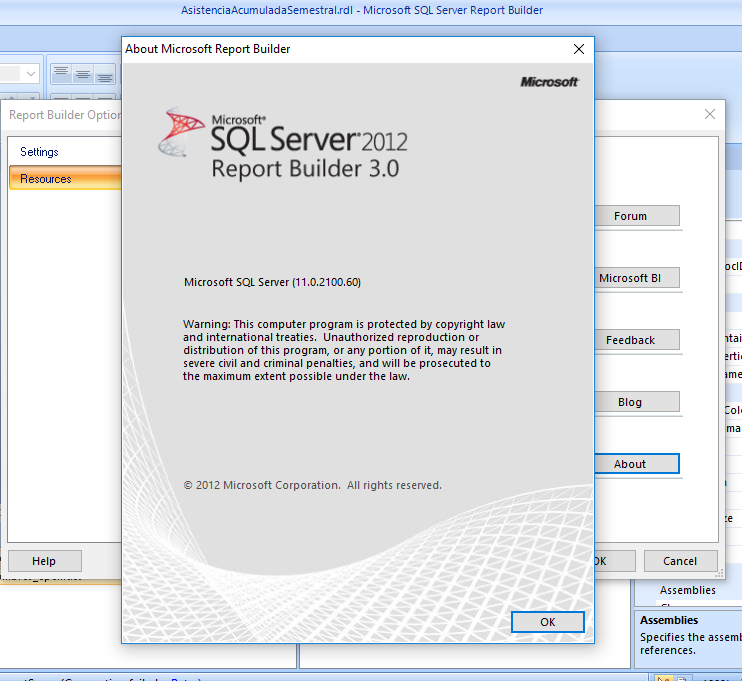 AsistenciaAcumuladaSemestral.rdl - Microsoft SQL Server Report Builder
About Microsoft Report Builder
Microsoft
Report Builder Option
Settings
Resources
Microsoft®
SQL Server® 2012
Report Builder 3.0
Microsoft SQL Server (11.0.2100.60)
Warning: This computer program is protected by copyright law
and international treaties.  Unauthorized reproduction or
distribution of this program, or any portion of it, may result in
severe civil and criminal penalties, and will be prosecuted to
the maximum extent possible under the law.
© 2012 Microsoft Corporation.  All rights reserved.
OK
Forum
Microsoft BI
Feedback
Blog
About
Help
OK
Cancel
Assemblies
Assemblies
Specifies the assemb
references.